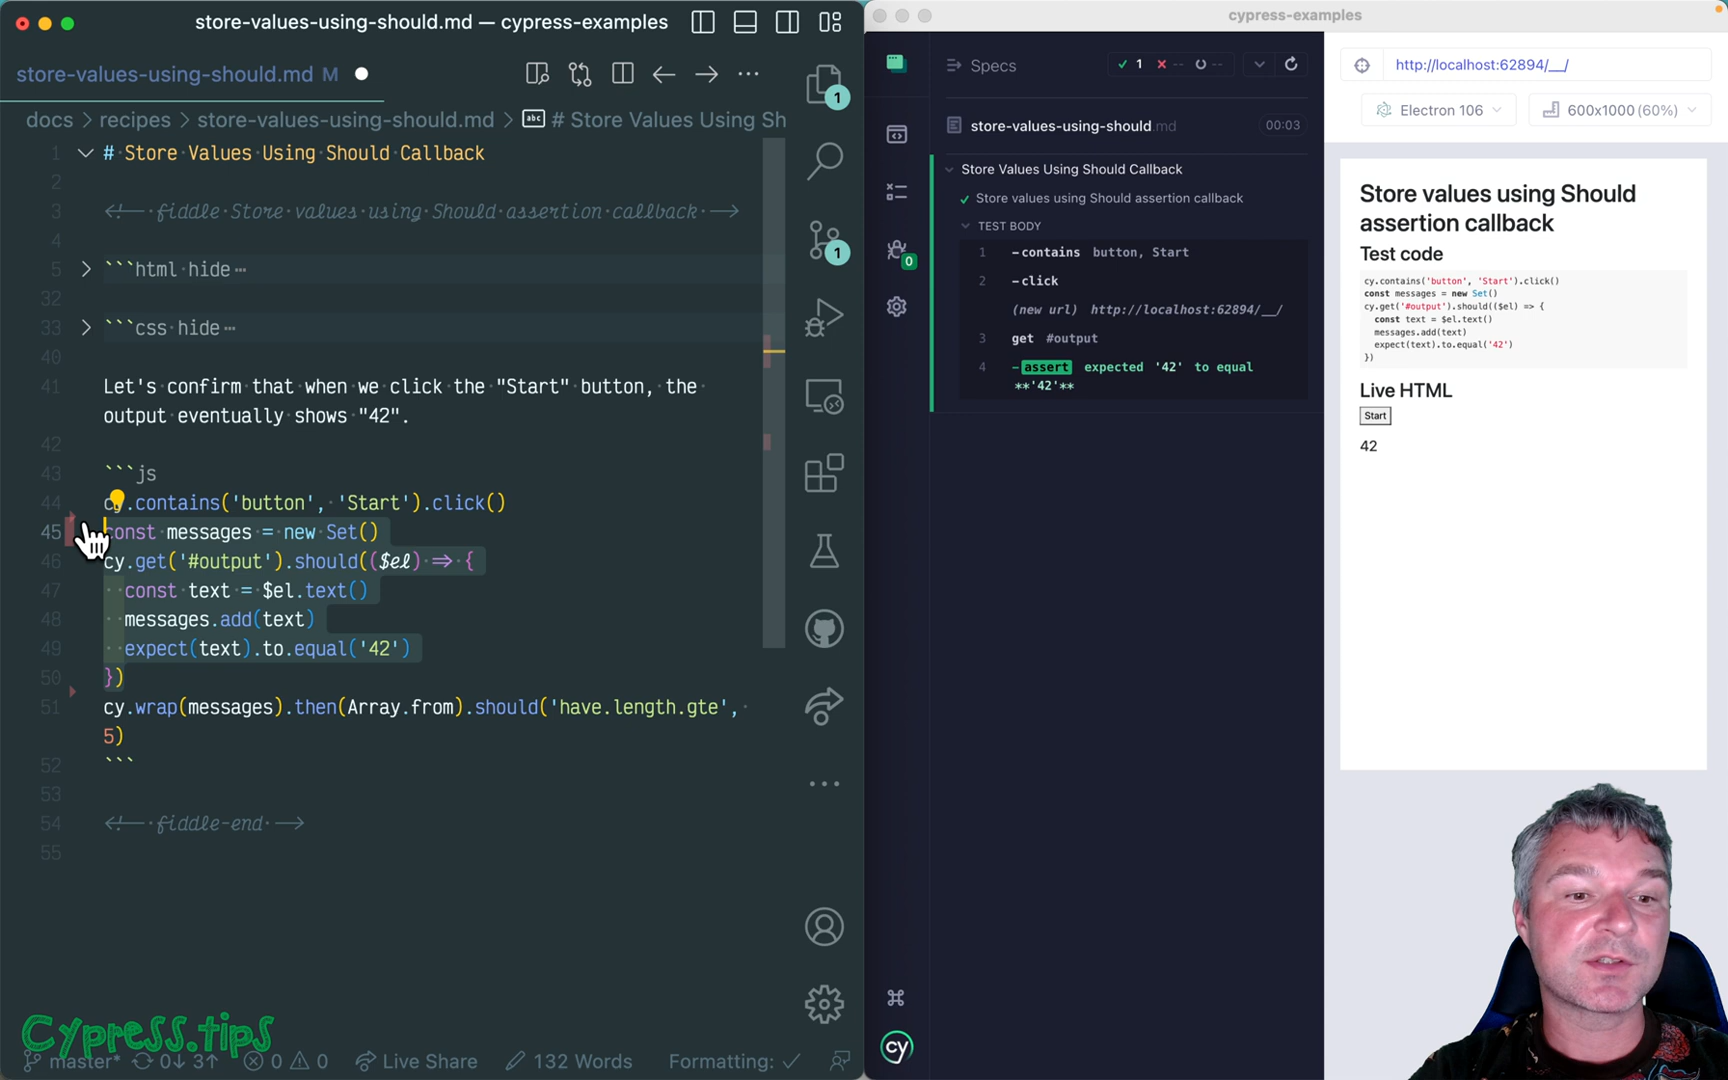 store-values-using-should.md — cypress-examples
store-values-using-should.md M
docs > recipes > store-values-using-should.md > abc # Store Values Using Sh
1 # Store Values Using Should Callback
2
3 <!-- fiddle Store values using Should assertion callback -->
4
5 ```html hide ⋯
32
33 ```css hide ⋯
40
41 Let's confirm that when we click the "Start" button, the
output eventually shows "42".
42
43 ```js
44 cy.contains('button', 'Start').click()
45 const messages = new Set()
46 cy.get('#output').should(($el) => {
47 const text = $el.text()
48 messages.add(text)
49 expect(text).to.equal('42')
50 })
51 cy.wrap(messages).then(Array.from).should('have.length.gte',
5)
52 ```
53
54 <!-- fiddle-end -->
55
1
1
Cypress.tips
master* 0↓ 3↑ 0 0 Live Share 132 Words Formatting: ✓
cypress-examples
Specs ✓ 1 × -- --
store-values-using-should.md 00:03
Store Values Using Should Callback
✓ Store values using Should assertion callback
TEST BODY
1 -contains button, Start
2 -click
(new url) http://localhost:62894/__/
3 get #output
4 -assert expected '42' to equal
**'42'**
0
cy
http://localhost:62894/__/
Electron 106
600x1000 (60%)
Store values using Should
assertion callback
Test code
cy.contains('button', 'Start').click()
const messages = new Set()
cy.get('#output').should(($el) => {
const text = $el.text()
messages.add(text)
expect(text).to.equal('42')
})
Live HTML
Start
42